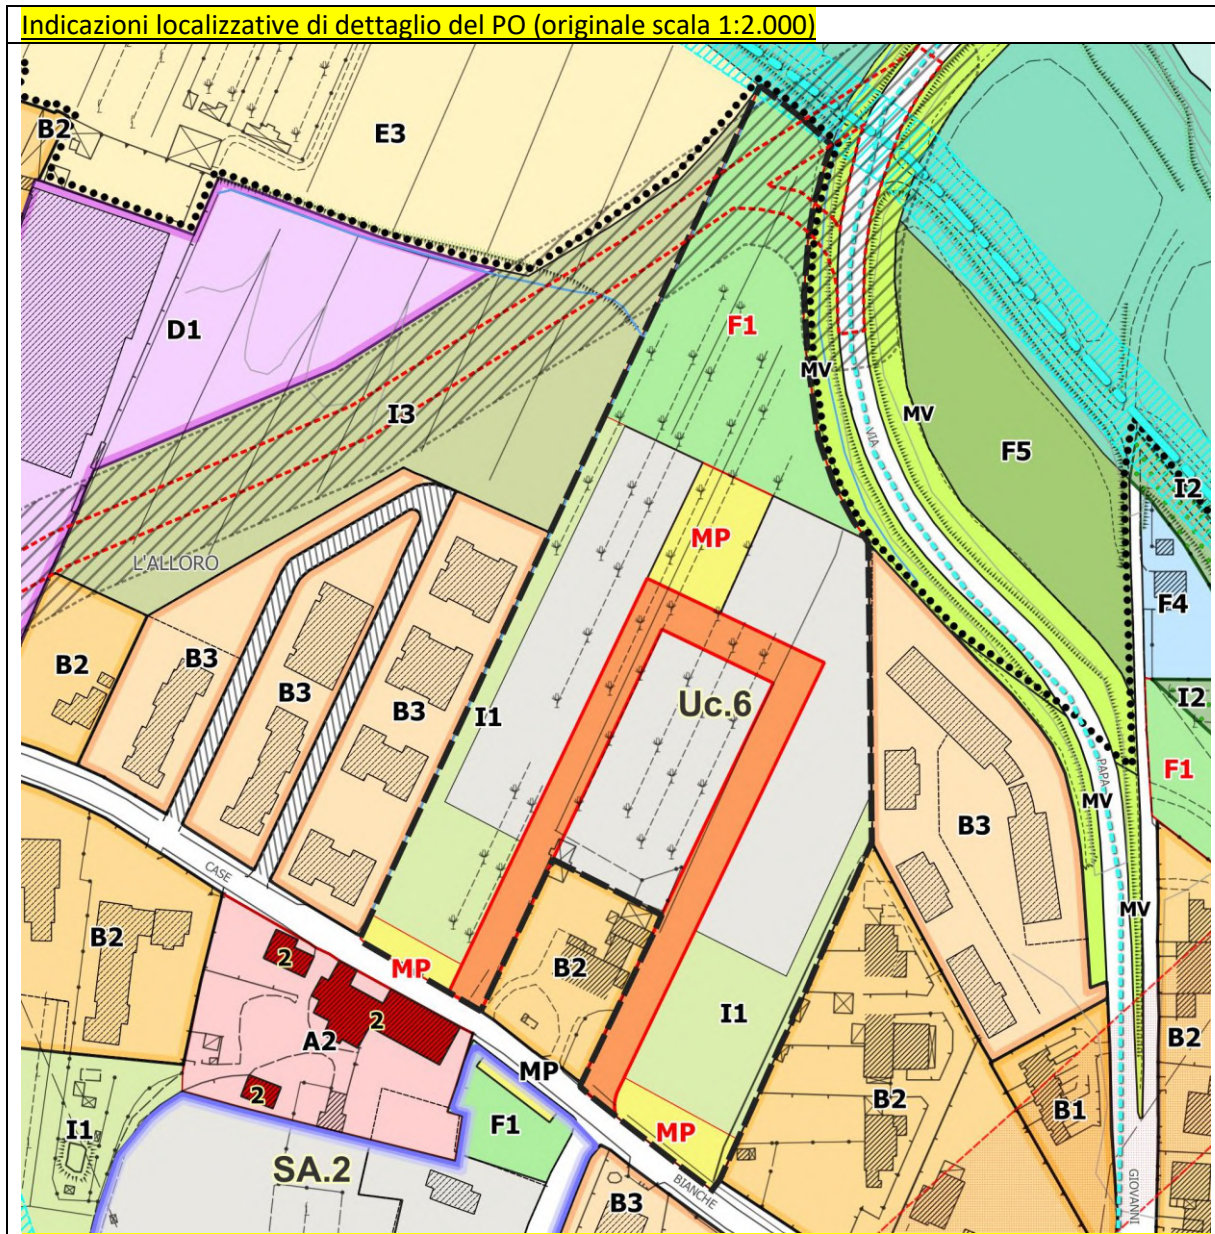 Indicazioni localizzative di dettaglio del PO (originale scala 1:2.000)
B2
E3
D1
F1
I3
MV
MV
VIA
F5
I2
L'ALLORO
MP
F4
B2
B3
B3
B3
I1
Uc.6
I2
F1
PAPA
MV
B3
CASE
B2
2
2
A2
2
MP
B2
I1
MV
B2
MP
B2
B1
I1
F1
MP
SA.2
BIANCHE
B3
GIOVANNI